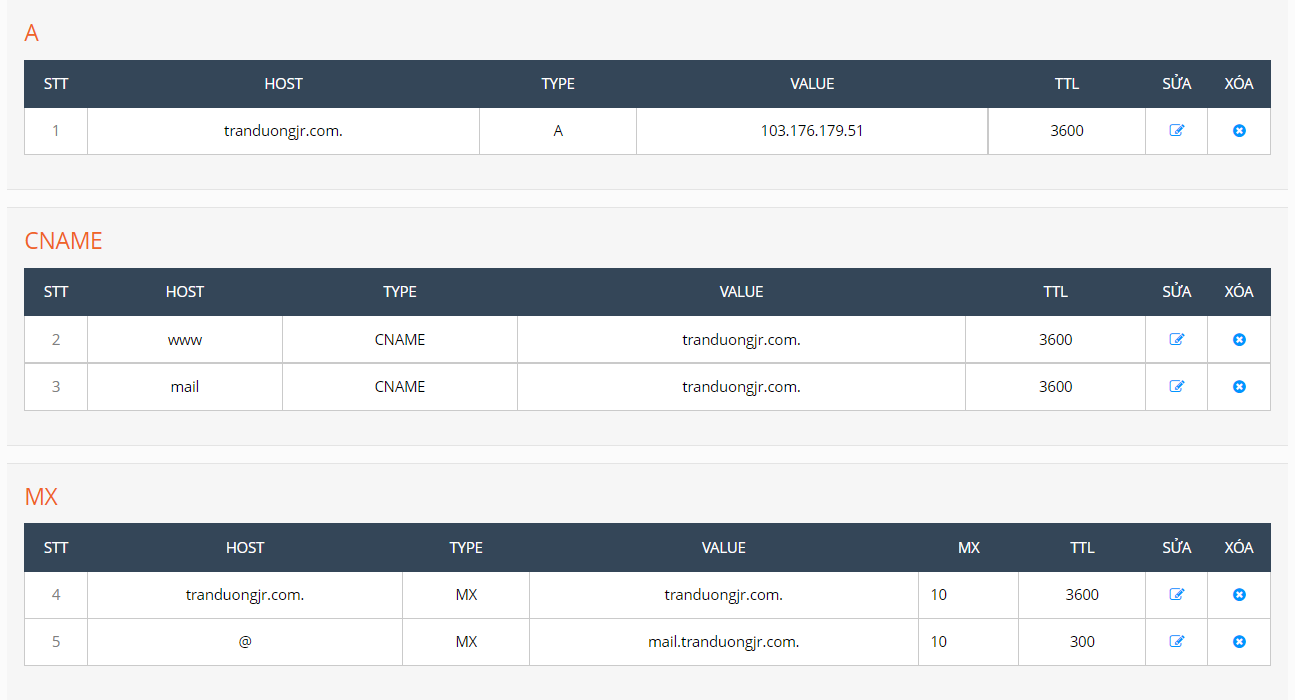 A
STT HOST TYPE VALUE TTL SỬA XÓA
1 tranduongjr.com. A 103.176.179.51 3600
CNAME
STT HOST TYPE VALUE TTL SỬA XÓA
2 www CNAME tranduongjr.com. 3600
3 mail CNAME tranduongjr.com. 3600
MX
STT HOST TYPE VALUE MX TTL SỬA XÓA
4 tranduongjr.com. MX tranduongjr.com. 10 3600
5 @ MX mail.tranduongjr.com. 10 300